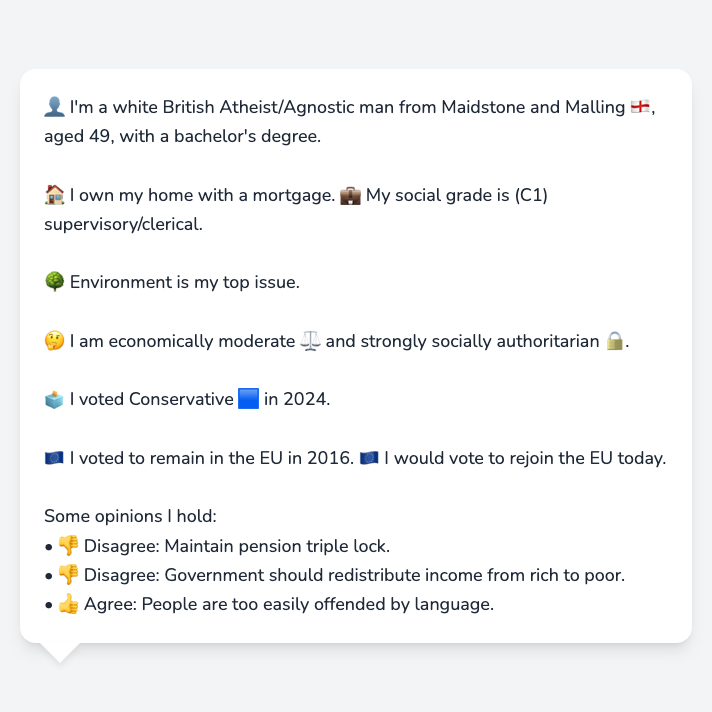 👤 I'm a white British Atheist/Agnostic man from Maidstone and Malling 🏴󠁧󠁢󠁥󠁮󠁧󠁿,
aged 49, with a bachelor's degree.
🏠 I own my home with a mortgage. 💼 My social grade is (C1)
supervisory/clerical.
🌳 Environment is my top issue.
🤔 I am economically moderate ⚖️ and strongly socially authoritarian 🔒.
🗳️ I voted Conservative 🟦 in 2024.
🇪🇺 I voted to remain in the EU in 2016. 🇪🇺 I would vote to rejoin the EU today.
Some opinions I hold:
• 👎 Disagree: Maintain pension triple lock.
• 👎 Disagree: Government should redistribute income from rich to poor.
• 👍 Agree: People are too easily offended by language.